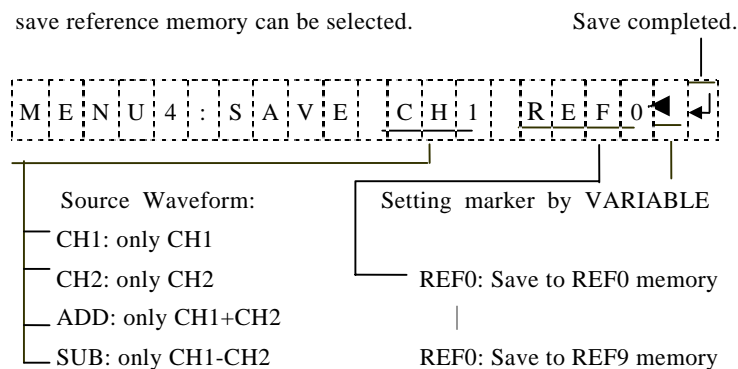 save reference memory can be selected. Save completed.
MENU4:SAVE CH1 REF0
Source Waveform: Setting marker by VARIABLE
CH1: only CH1
CH2: only CH2 REF0: Save to REF0 memory
ADD: only CH1+CH2
SUB: only CH1-CH2 REF0: Save to REF9 memory